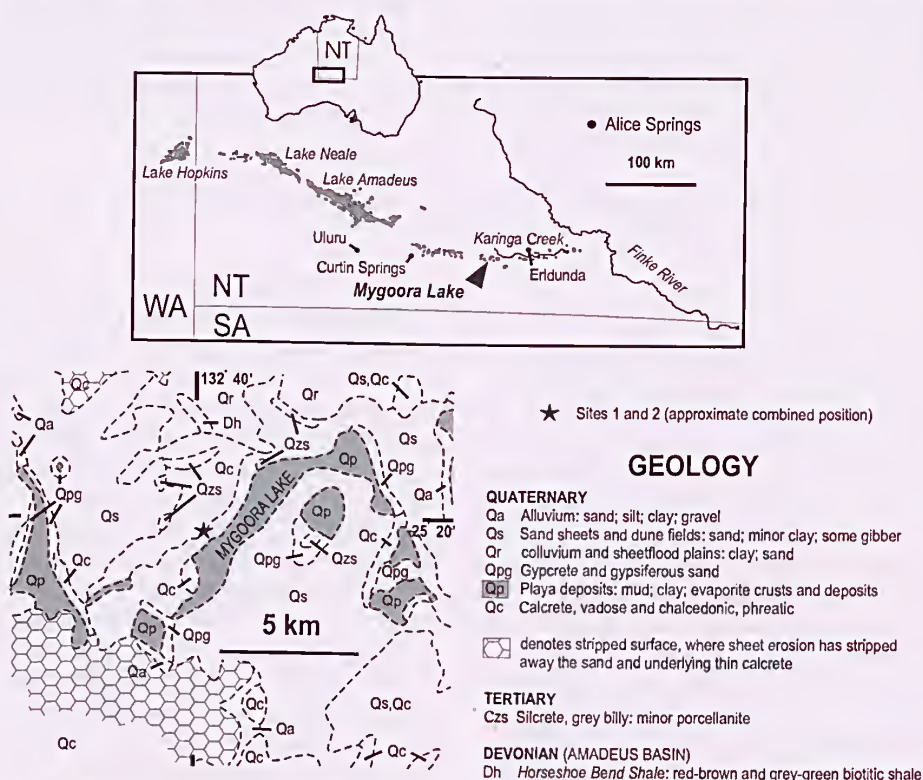 NT
Alice Springs
100 km
Lake Neale
Lake Hopkins
Lake Amadeus
Uluru
Curtin Springs
Karinga Creek
Erldunda
Mygoora Lake
Finke River
WA
NT
SA
132° 40'
Qc
Qr
Qr
Qs,Qc
Qa
Dh
Qzs
Qs
Qp
Qpg
Qc
Qzs
Qpg
Qa
Qs
MYGOORA LAKE
Qp
25 20'
Qc
Qpg
Qzs
Qc
Qc
Qpg
Qs
Qp
Qp
Qp
Qpg
5 km
Qa
Qs,Qc
Qc
Qa
Qc
Qc
Qc
★ Sites 1 and 2 (approximate combined position)
GEOLOGY
QUATERNARY
Qa Alluvium: sand; silt; clay; gravel
Qs Sand sheets and dune fields: sand; minor clay; some gibber
Qr colluvium and sheetflood plains: clay; sand
Qpg Gypcrete and gypsiferous sand
Qp Playa deposits: mud; clay; evaporite crusts and deposits
Qc Calcrete, vadose and chalcedonic, phreatic
denotes stripped surface, where sheet erosion has stripped
away the sand and underlying thin calcrete
TERTIARY
Czs Silcrete, grey billy: minor porcellanite
DEVONIAN (AMADEUS BASIN)
Dh Horseshoe Bend Shale: red-brown and grey-green biotitic shale